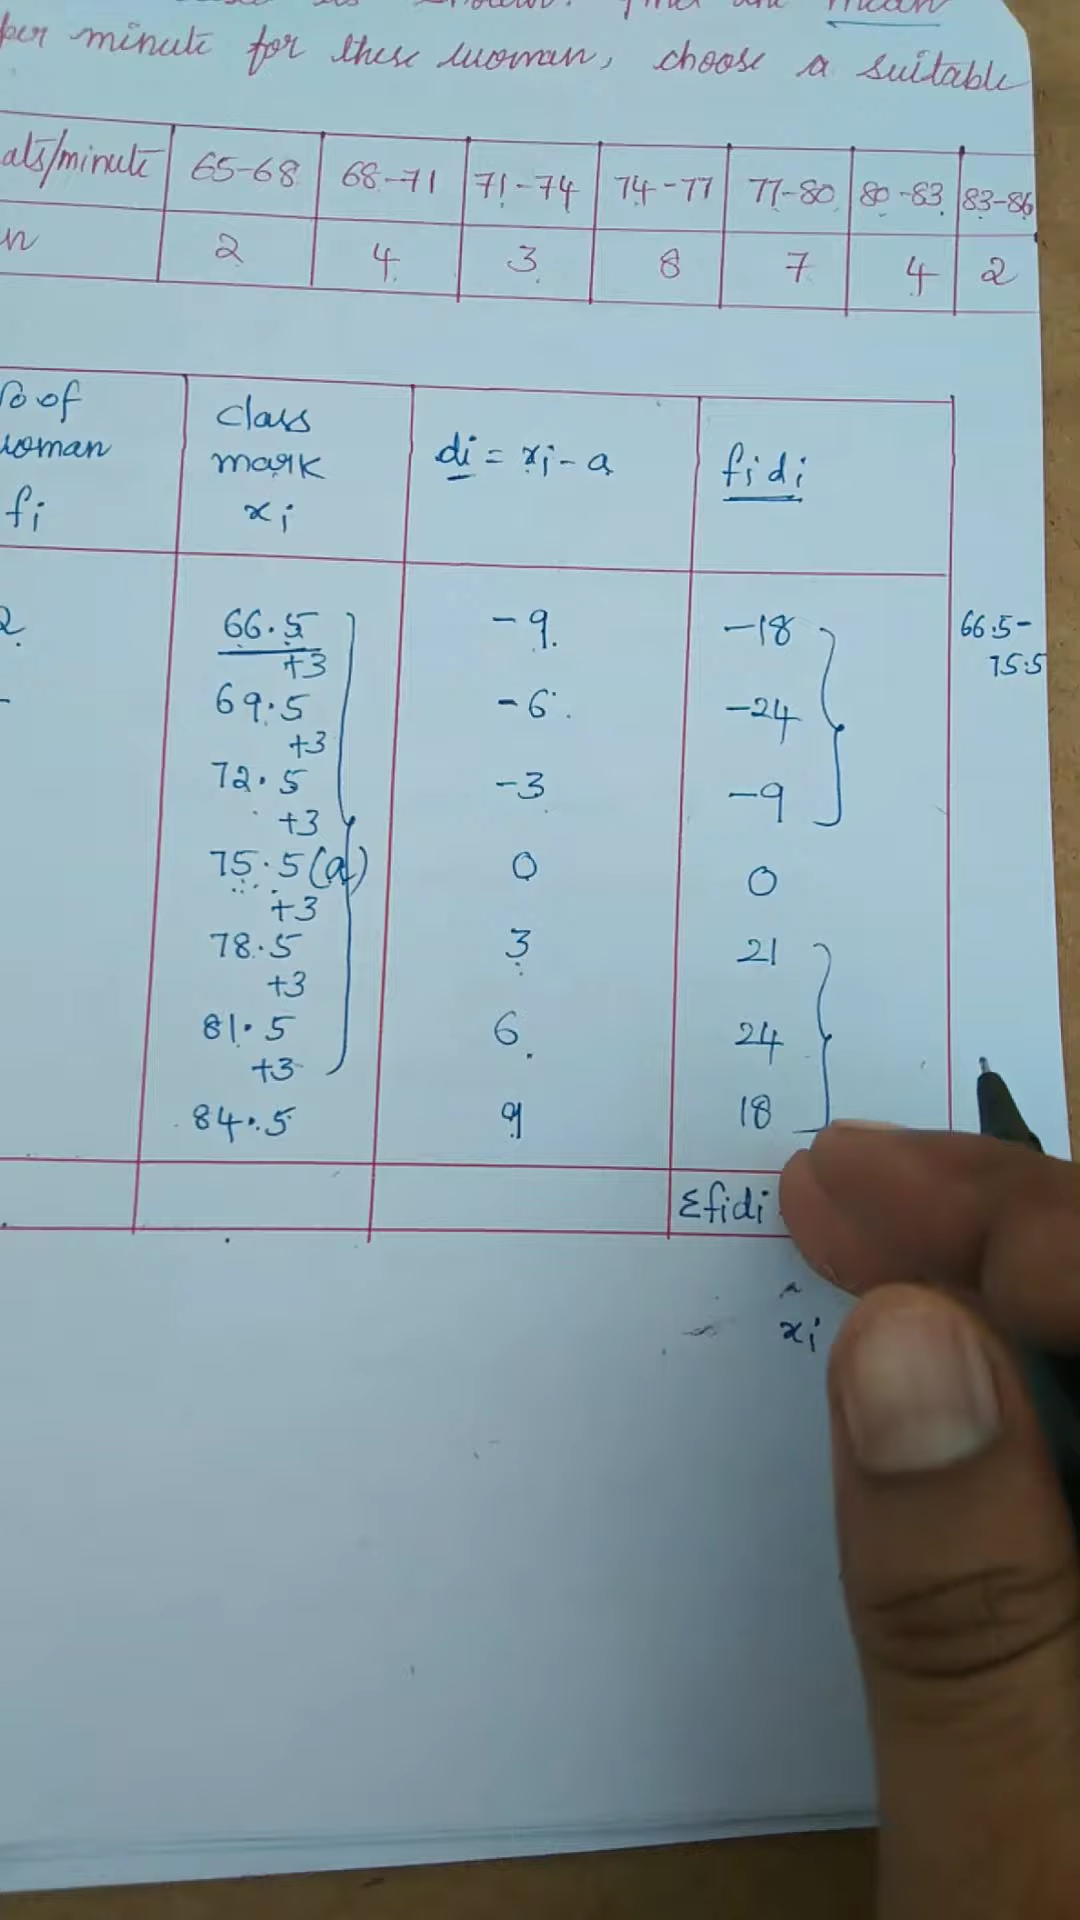 per minute for these woman, choose a suitable
ats/minute 65-68 68-71 71-74 74-77 77-80 80-83 83-86
n 2 4 3 8 7 4 2
No of woman fi class mark xi di = xi - a fidi
2 66.5 -9 -18 66.5-
+3 75.5
69.5 -6 -24
+3
72.5 -3 -9
+3
75.5 (a) 0 0
+3
78.5 3 21
+3
81.5 6 24
+3
84.5 9 18
Σfidi
xi